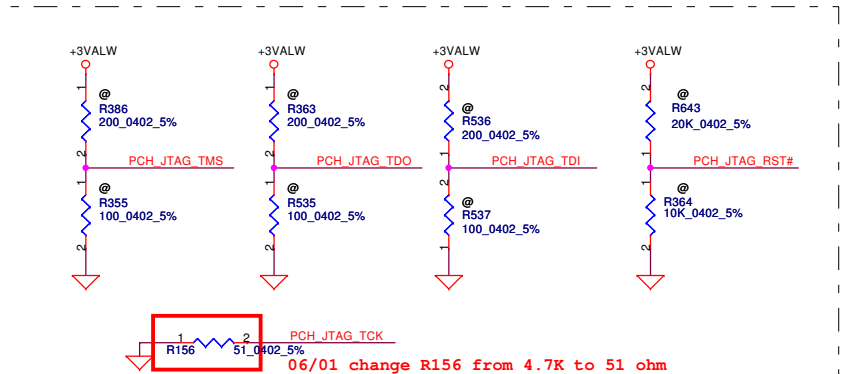 +3VALW +3VALW +3VALW +3VALW
1 1 2 2
@ @ @ @
R386 R363 R536 R643
200_0402_5% 200_0402_5% 200_0402_5% 20K_0402_5%
2 2 1 1
PCH_JTAG_TMS PCH_JTAG_TDO PCH_JTAG_TDI PCH_JTAG_RST#
1 1 2 1
@ @ @ @
R355 R535 R537 R364
100_0402_5% 100_0402_5% 100_0402_5% 10K_0402_5%
2 2 1 2
1 2 PCH_JTAG_TCK
R156 51_0402_5%
06/01 change R156 from 4.7K to 51 ohm